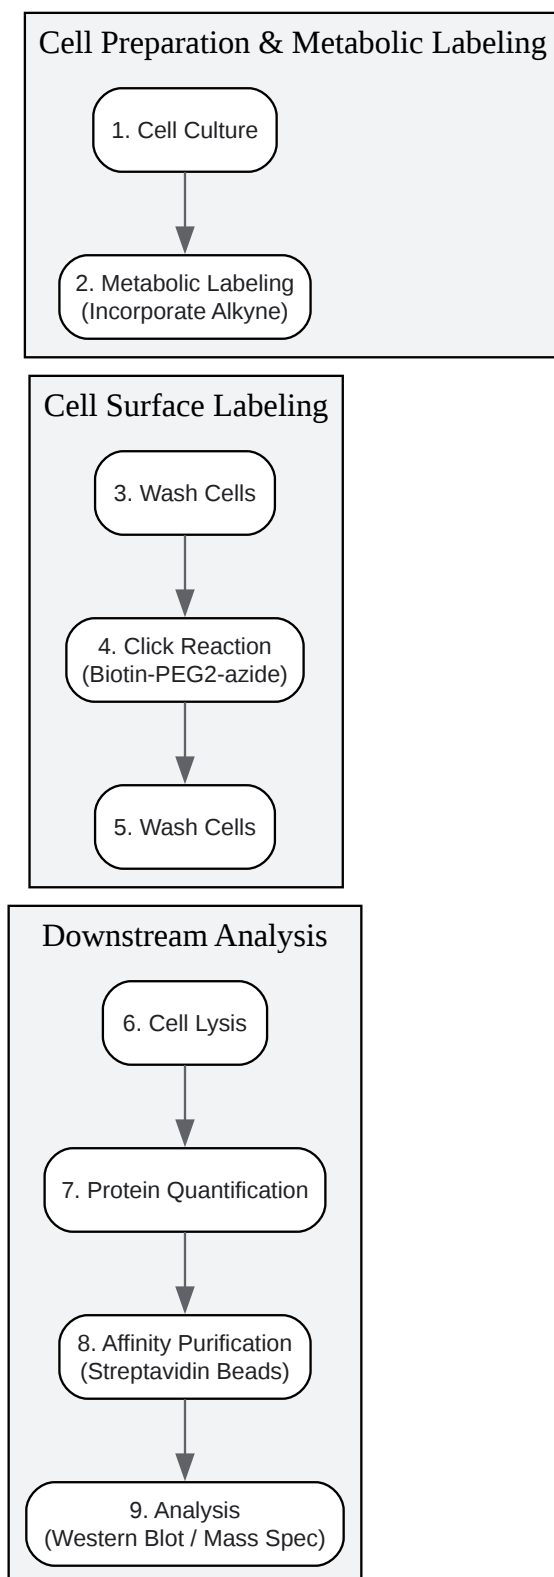 Cell Preparation & Metabolic Labeling
1. Cell Culture
2. Metabolic Labeling
(Incorporate Alkyne)
Cell Surface Labeling
3. Wash Cells
4. Click Reaction
(Biotin-PEG2-azide)
5. Wash Cells
Downstream Analysis
6. Cell Lysis
7. Protein Quantification
8. Affinity Purification
(Streptavidin Beads)
9. Analysis
(Western Blot / Mass Spec)